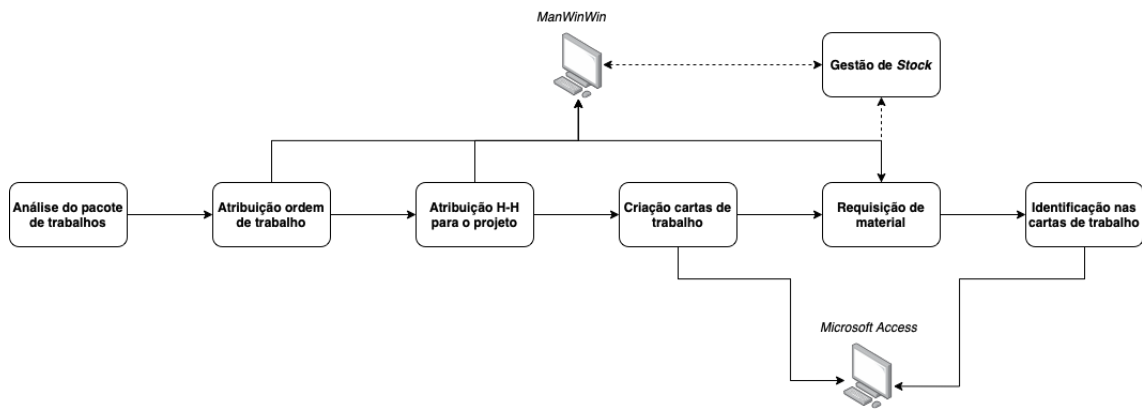 ManWinWin
Gestão de Stock
Análise do pacote
de trabalhos
Atribuição ordem
de trabalho
Atribuição H-H
para o projeto
Criação cartas de
trabalho
Requisição de
material
Identificação nas
cartas de trabalho
Microsoft Access